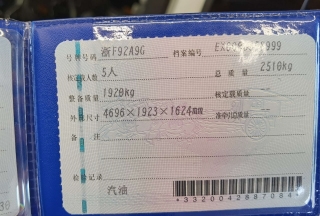 号牌号码 浙F92A9G 档案编号
核定载人数 5人 总质量 2510kg
整备质量 1920kg 核定载质量
外廓尺寸 4696×1923×1624mm 准牵引总质量
备注
检验记录
汽油